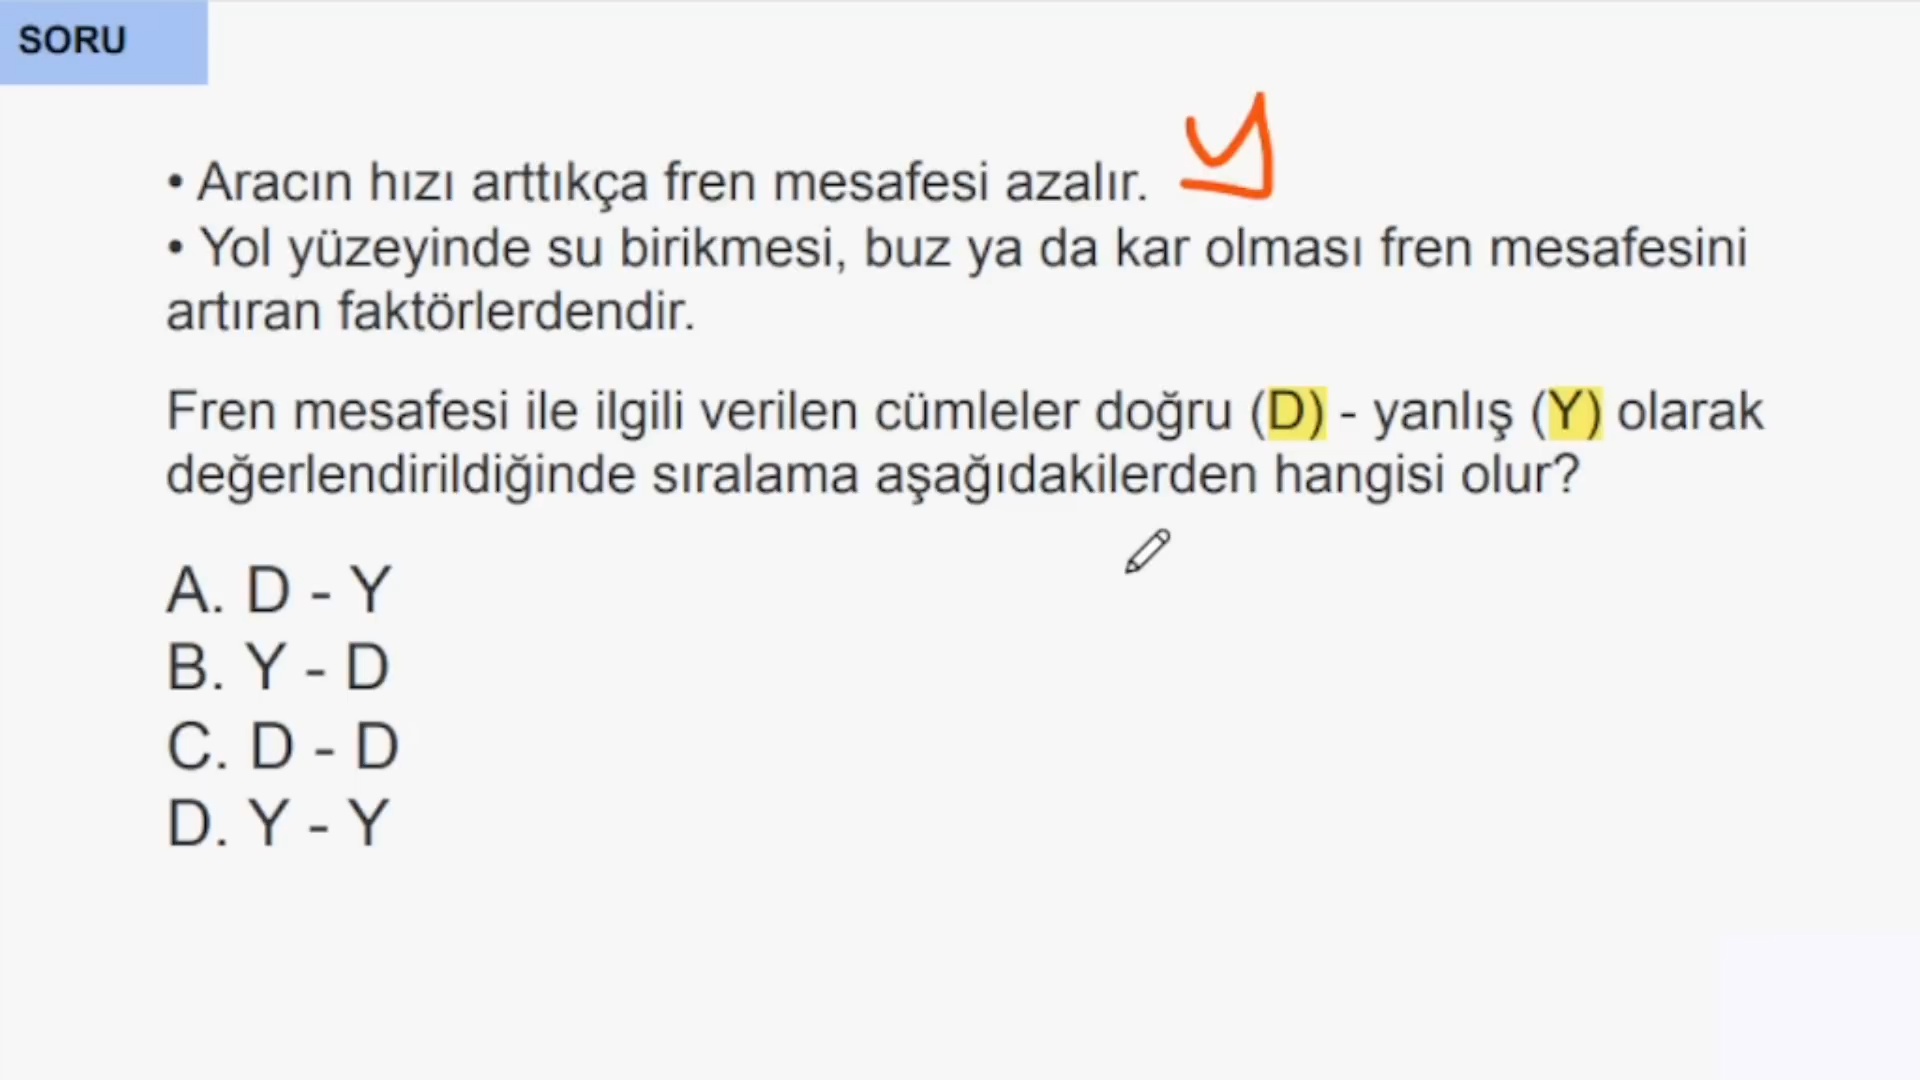 SORU
Y
• Aracın hızı arttıkça fren mesafesi azalır.
• Yol yüzeyinde su birikmesi, buz ya da kar olması fren mesafesini
artıran faktörlerdendir.
Fren mesafesi ile ilgili verilen cümleler doğru (D) - yanlış (Y) olarak
değerlendirildiğinde sıralama aşağıdakilerden hangisi olur?
A. D - Y
B. Y - D
C. D - D
D. Y - Y